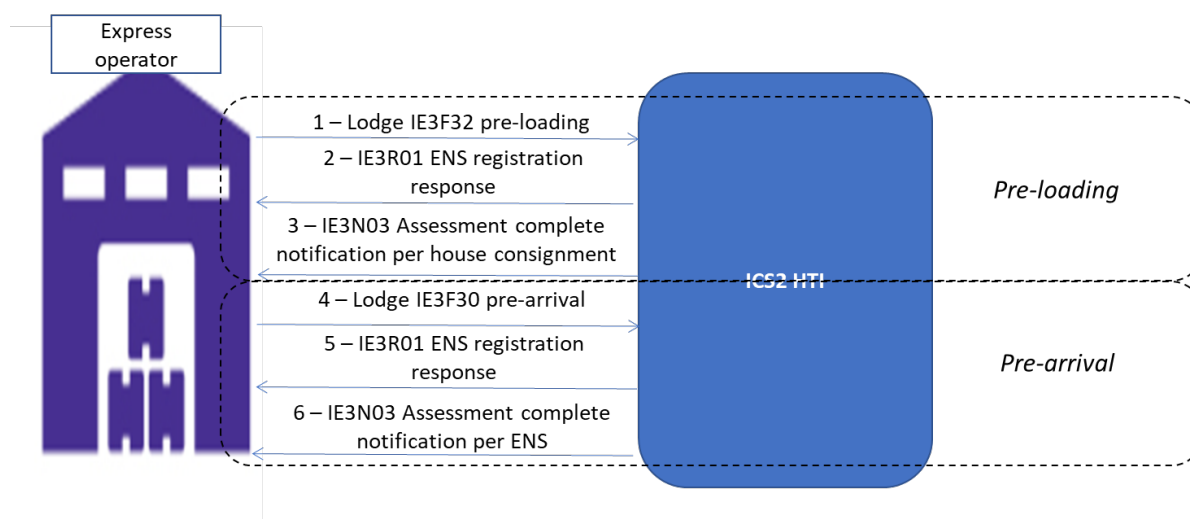 Express
operator
1 – Lodge IE3F32 pre-loading
2 – IE3R01 ENS registration
response
3 – IE3N03 Assessment complete
notification per house consignment
Pre-loading
ICS2 HTI
4 – Lodge IE3F30 pre-arrival
5 – IE3R01 ENS registration
response
6 – IE3N03 Assessment complete
notification per ENS
Pre-arrival